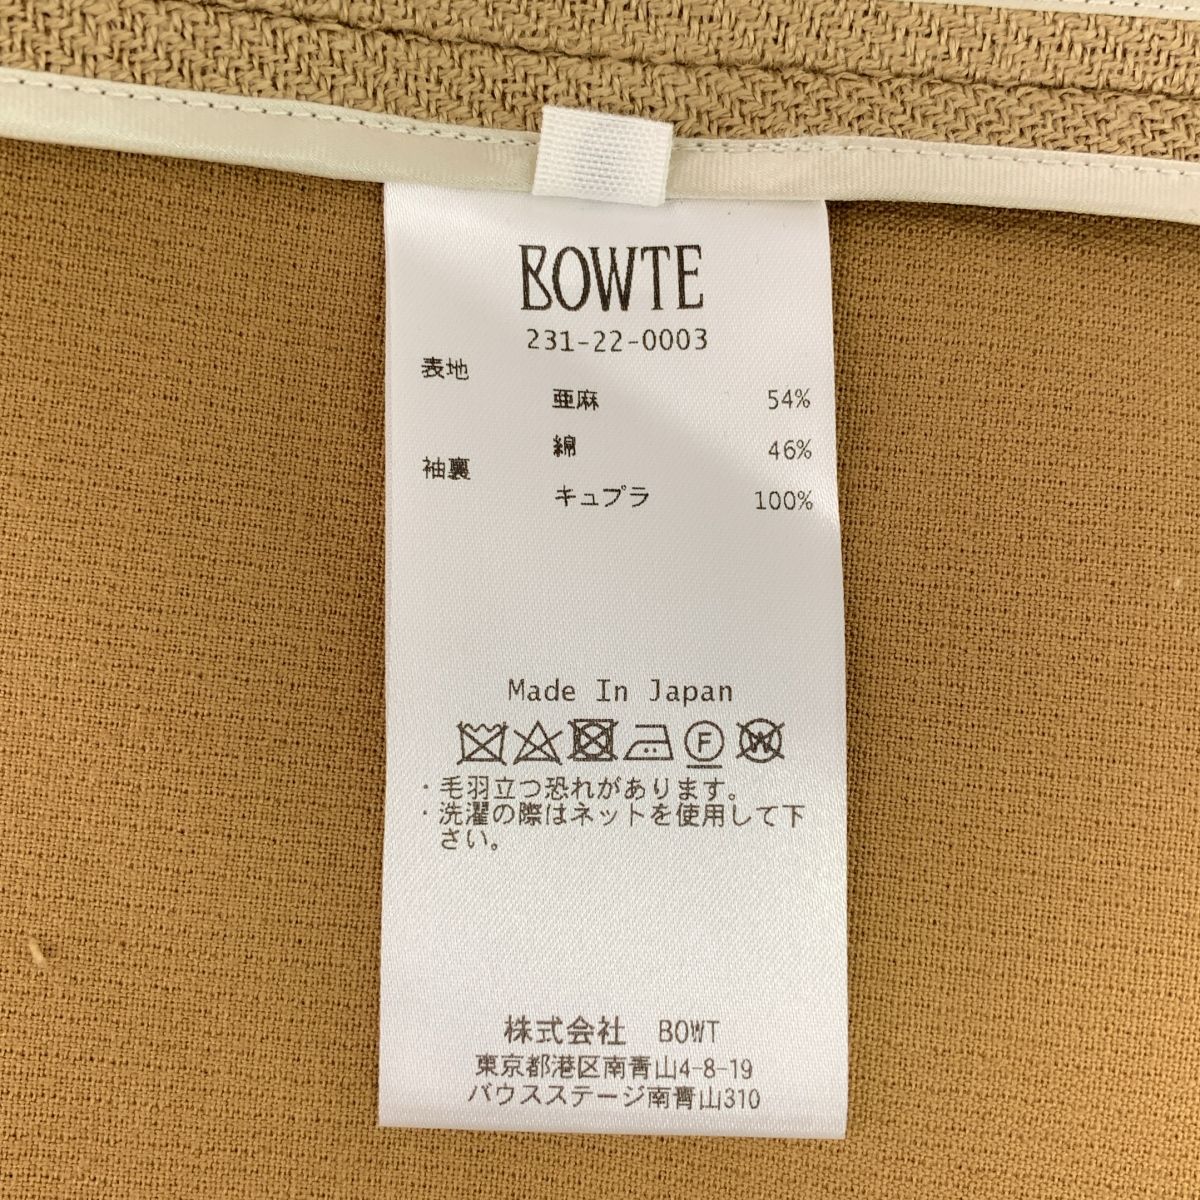 BOWTE
231-22-0003
表地
亜麻 54%
綿 46%
袖裏
キュプラ 100%
Made In Japan
F W
・毛羽立つ恐れがあります。
・洗濯の際はネットを使用して下
さい。
株式会社 BOWT
東京都港区南青山4-8-19
バウスステージ南青山310